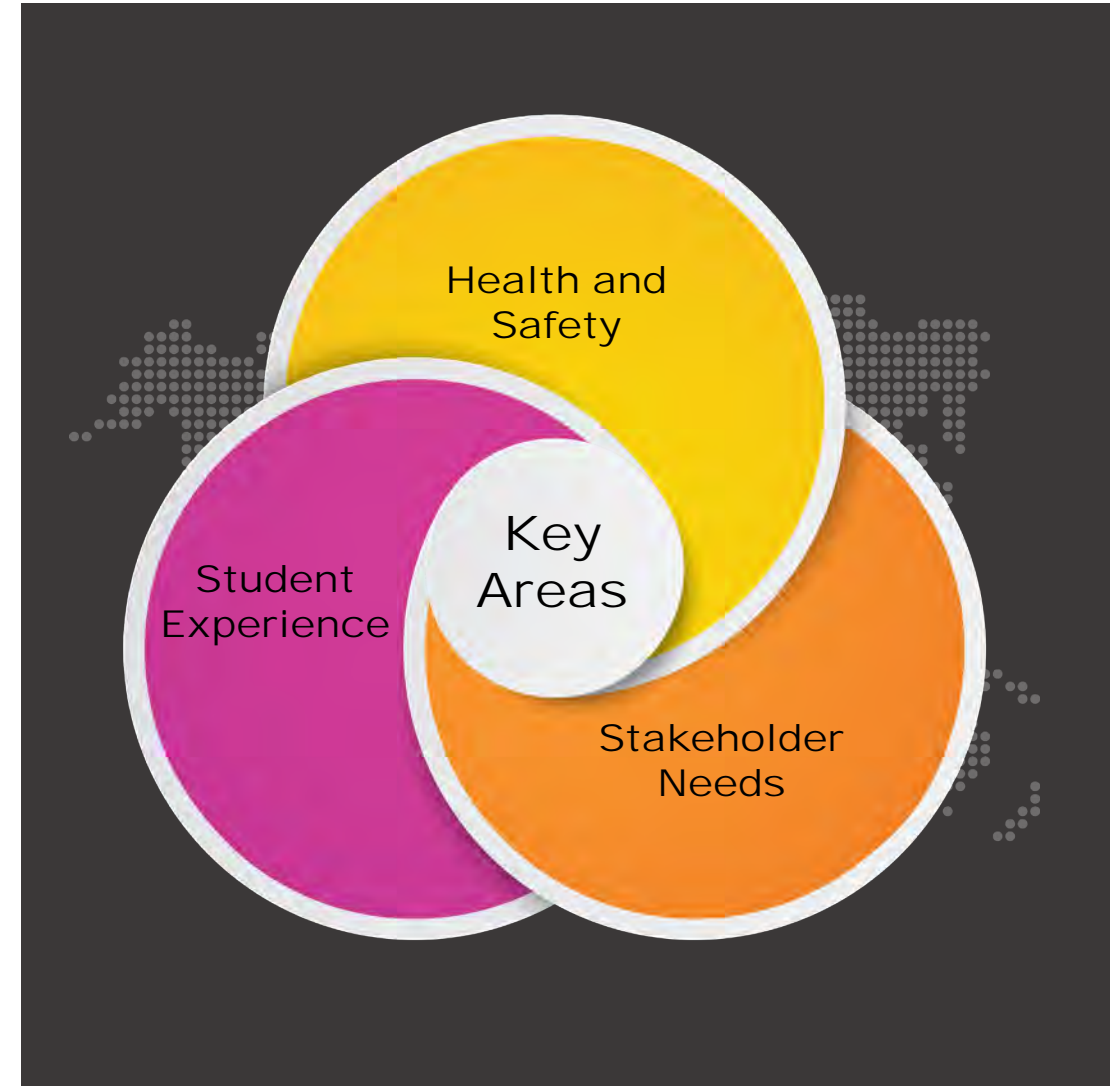 Health and
Safety
Key
Areas
Student
Experience
Stakeholder
Needs